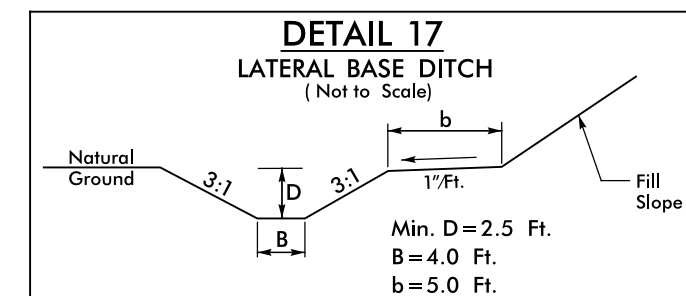 DETAIL 17
LATERAL BASE DITCH
( Not to Scale)
b
Natural
Ground
3:1
D
3:1
1"/Ft.
Fill
Slope
B
Min. D=2.5 Ft.
B=4.0 Ft.
b=5.0 Ft.